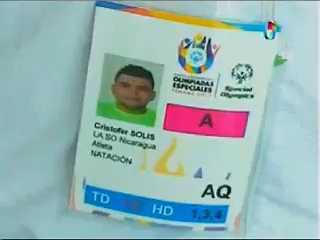 OLIMPIADAS
ESPECIALES
Special
Olympics
A
Cristofer SOLIS
LA.SO Nicaragua
Atleta
NATACIÓN
AQ
TD
HD
1,3,4